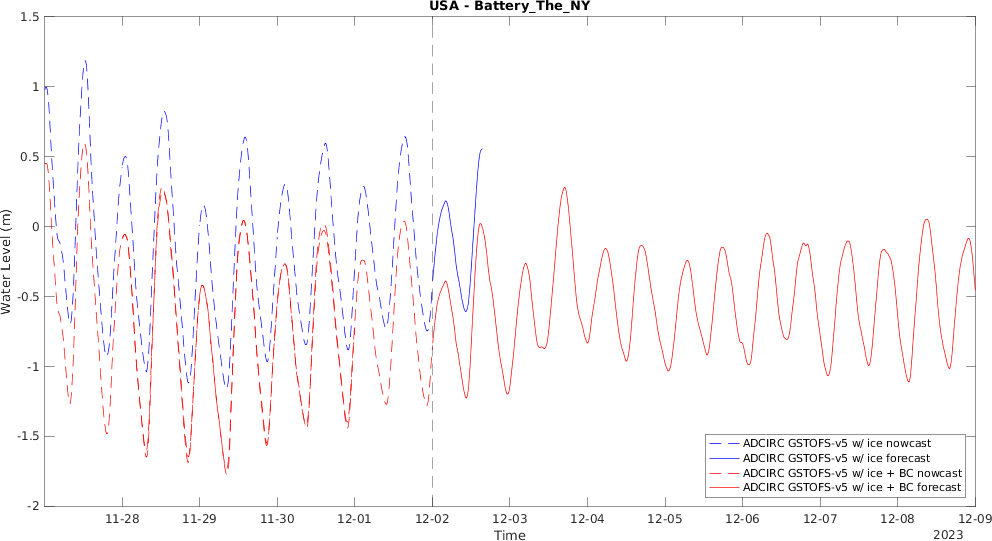 USA - Battery_The_NY
1.5
1
0.5
0
-0.5
-1
-1.5
-2
Water Level (m)
ADCIRC GSTOFS-v5 w/ ice nowcast
ADCIRC GSTOFS-v5 w/ ice forecast
ADCIRC GSTOFS-v5 w/ ice + BC nowcast
ADCIRC GSTOFS-v5 w/ ice + BC forecast
11-28 11-29 11-30 12-01 12-02 12-03 12-04 12-05 12-06 12-07 12-08 12-09
Time
2023